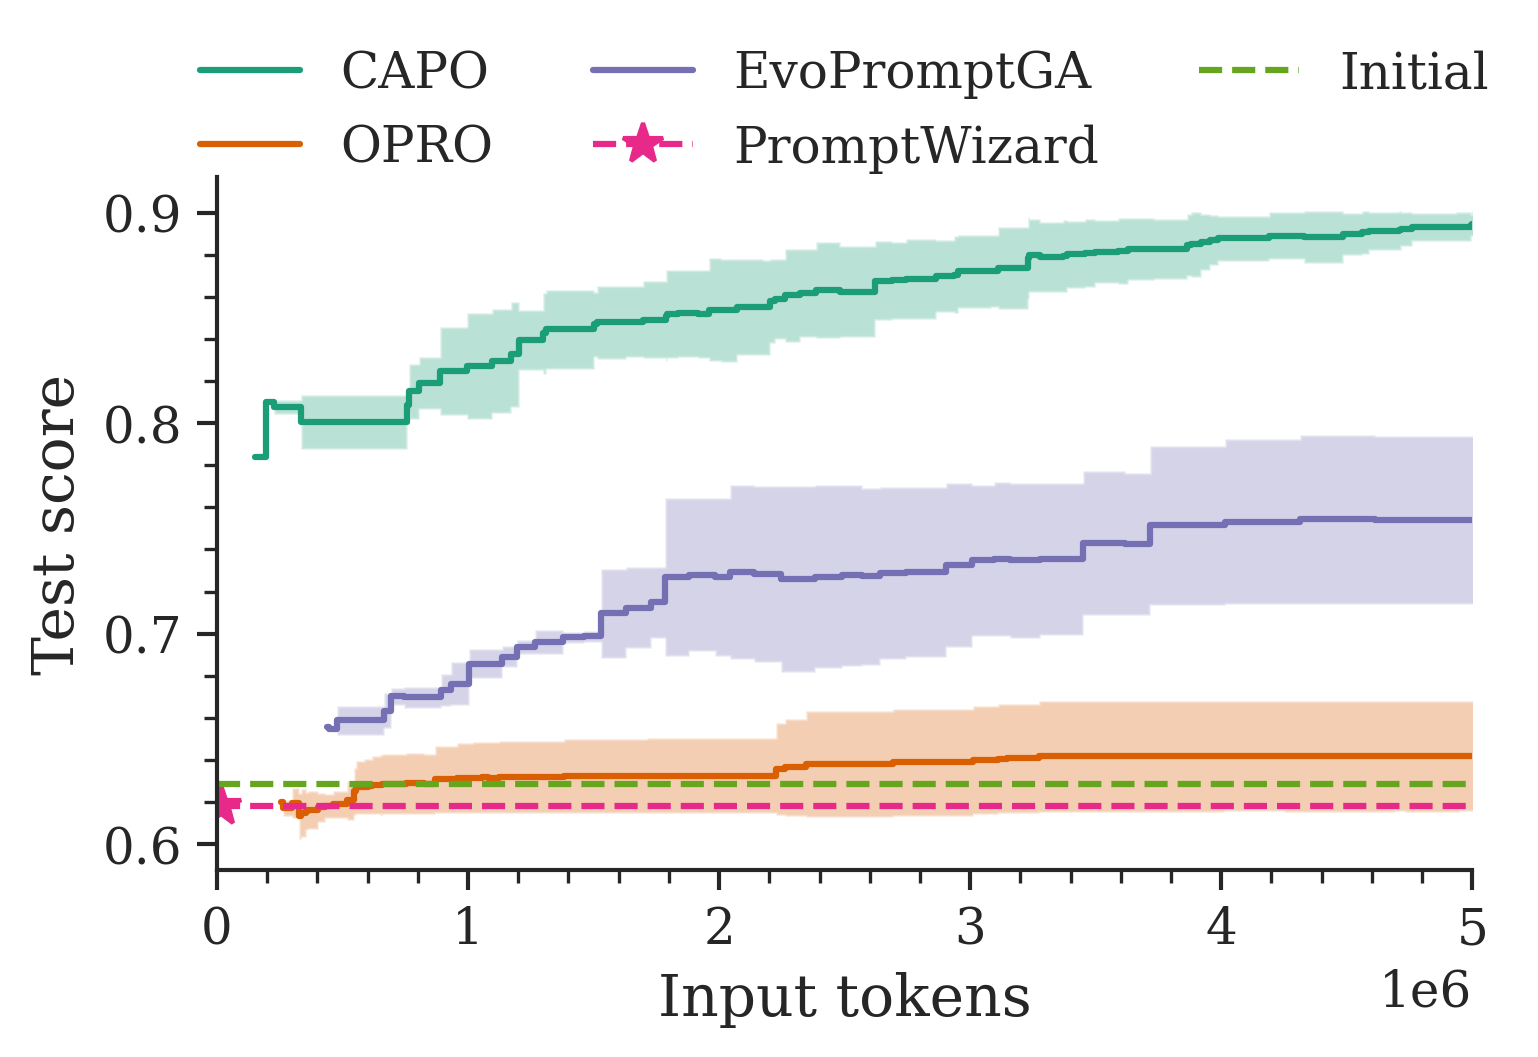 CAPO
EvoPromptGA
Initial
OPRO
PromptWizard
0.9
0.8
0.7
0.6
Test score
0
1
2
3
4
5
1e6
Input tokens